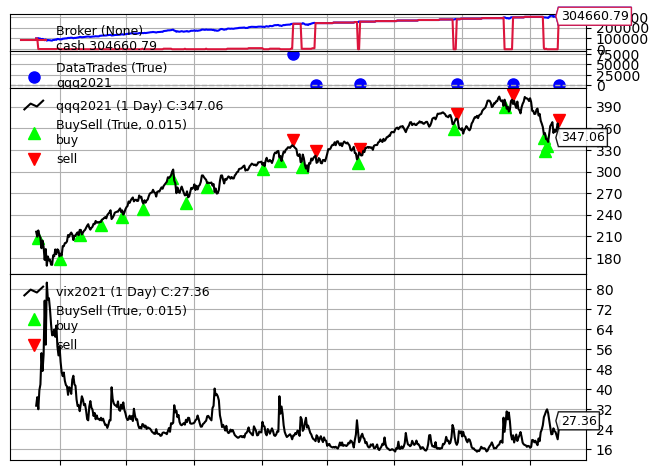 Broker (None)
cash 304660.79
304660.79
200000
100000
0
DataTrades (True)
qqq2021
75000
50000
25000
0
qqq2021 (1 Day) C:347.06
BuySell (True, 0.015)
buy
sell
390
360
347.06
330
300
270
240
210
180
vix2021 (1 Day) C:27.36
BuySell (True, 0.015)
buy
sell
80
72
64
56
48
40
32
27.36
24
16